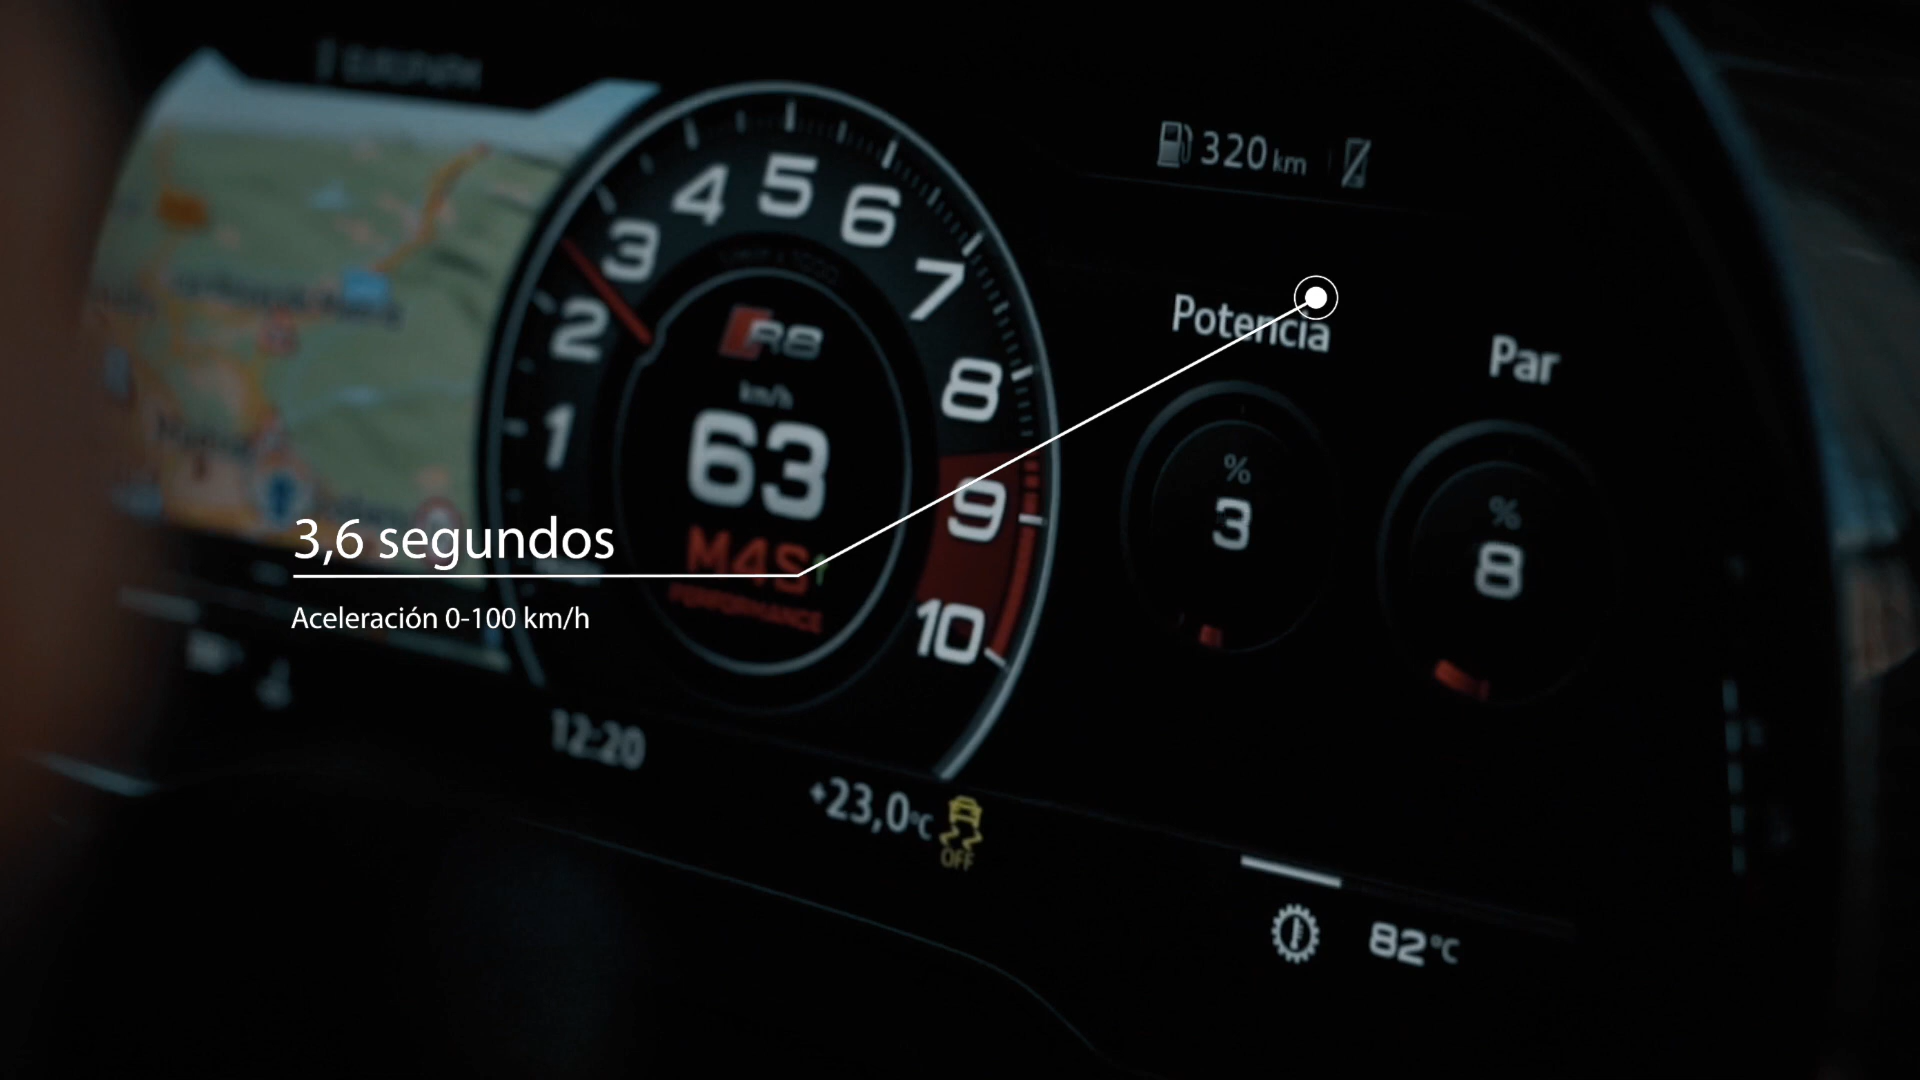 320 km
Potencia
Par
%
3
%
8
1
2
3
4
5
6
7
8
9
10
R8
km/h
63
M4S↑
PERFORMANCE
3,6 segundos
Aceleración 0-100 km/h
12:20
+23,0°C
OFF
82°C